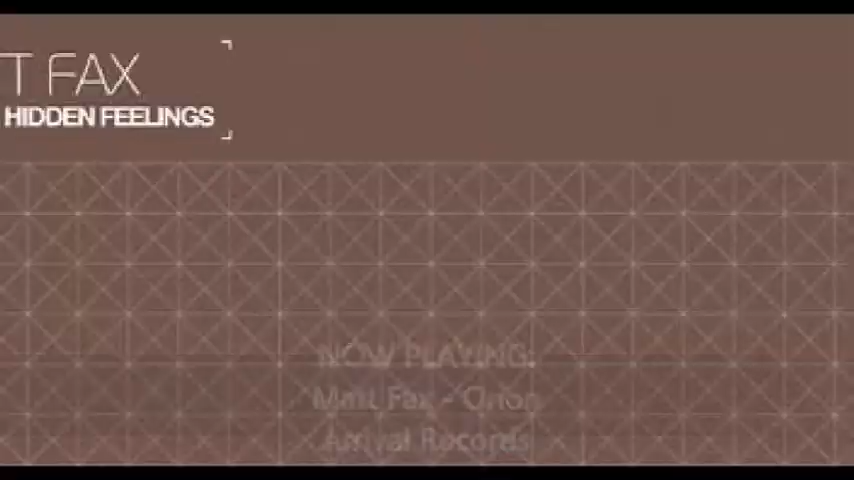 T FAX
HIDDEN FEELINGS
NOW PLAYING:
Matt Fax - Orion
Arrival Records